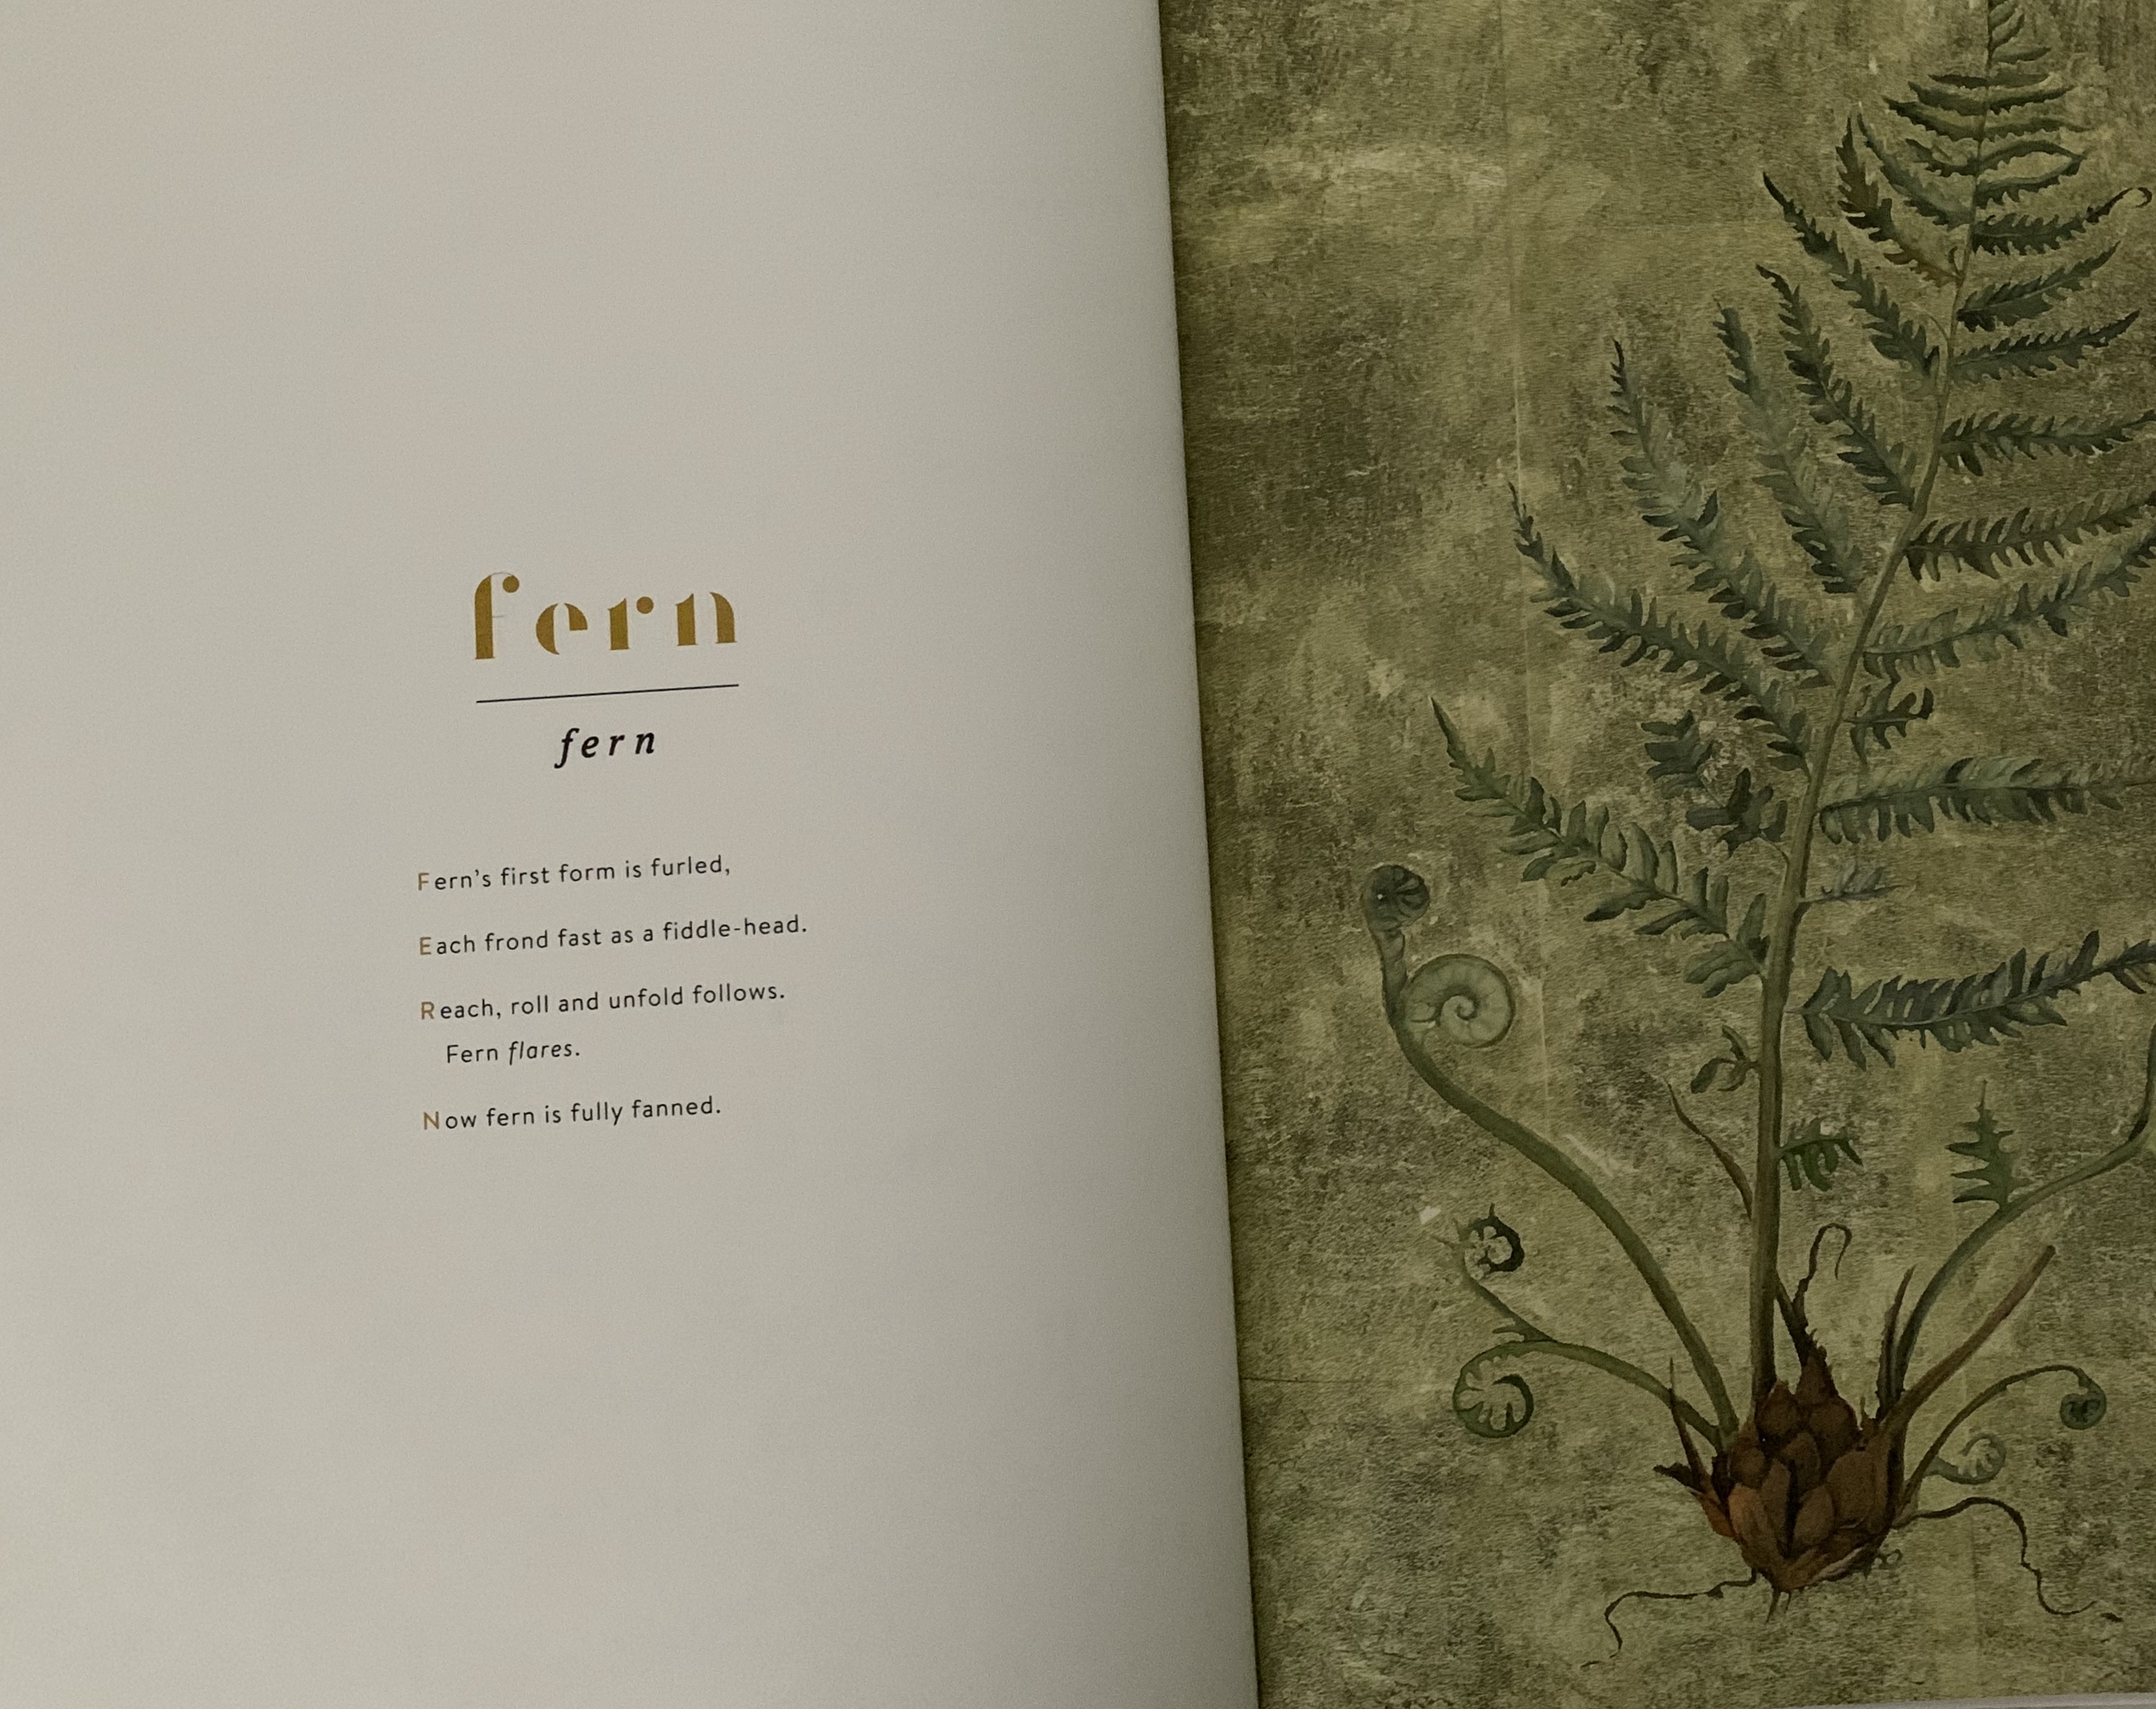 fern
fern
Fern’s first form is furled,
Each frond fast as a fiddle-head.
Reach, roll and unfold follows.
Fern flares.
Now fern is fully fanned.